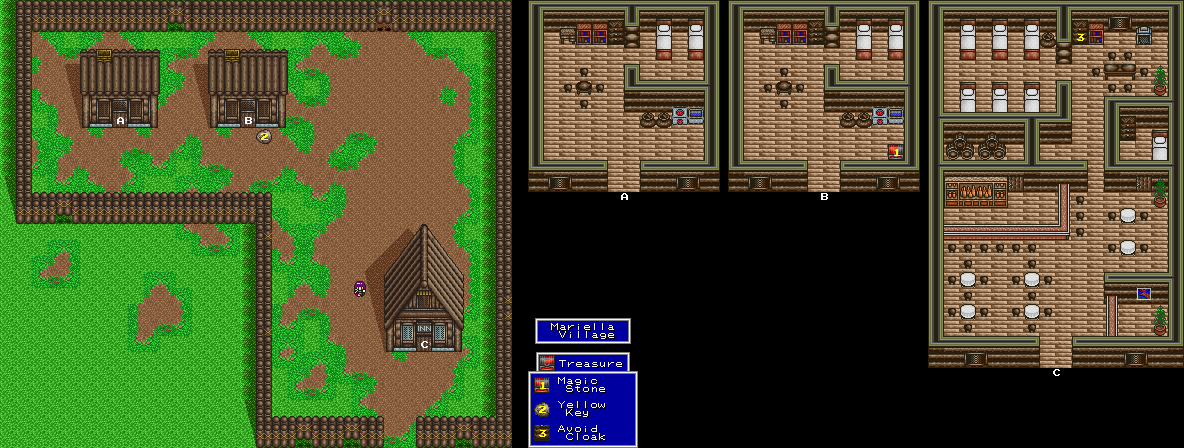 A
B
2
INN
C
A
1
B
3
C
Mariella
Village
Treasure
1 Magic
Stone
2 Yellow
Key
3 Avoid
Cloak